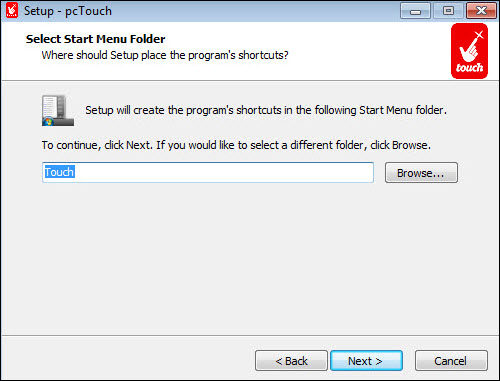 Setup - pcTouch
Select Start Menu Folder
Where should Setup place the program's shortcuts?
touch
Setup will create the program's shortcuts in the following Start Menu folder.
To continue, click Next. If you would like to select a different folder, click Browse.
Touch
Browse...
< Back
Next >
Cancel